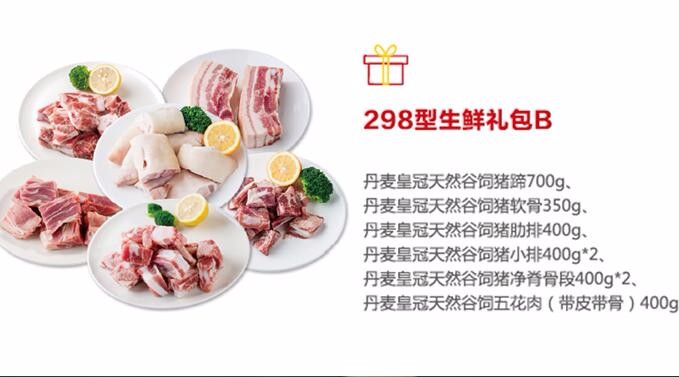 298型生鲜礼包B
丹麦皇冠天然谷饲猪蹄700g、
丹麦皇冠天然谷饲猪软骨350g、
丹麦皇冠天然谷饲猪肋排400g、
丹麦皇冠天然谷饲猪小排400g*2、
丹麦皇冠天然谷饲猪净脊骨段400g*2、
丹麦皇冠天然谷饲五花肉（带皮带骨）400g